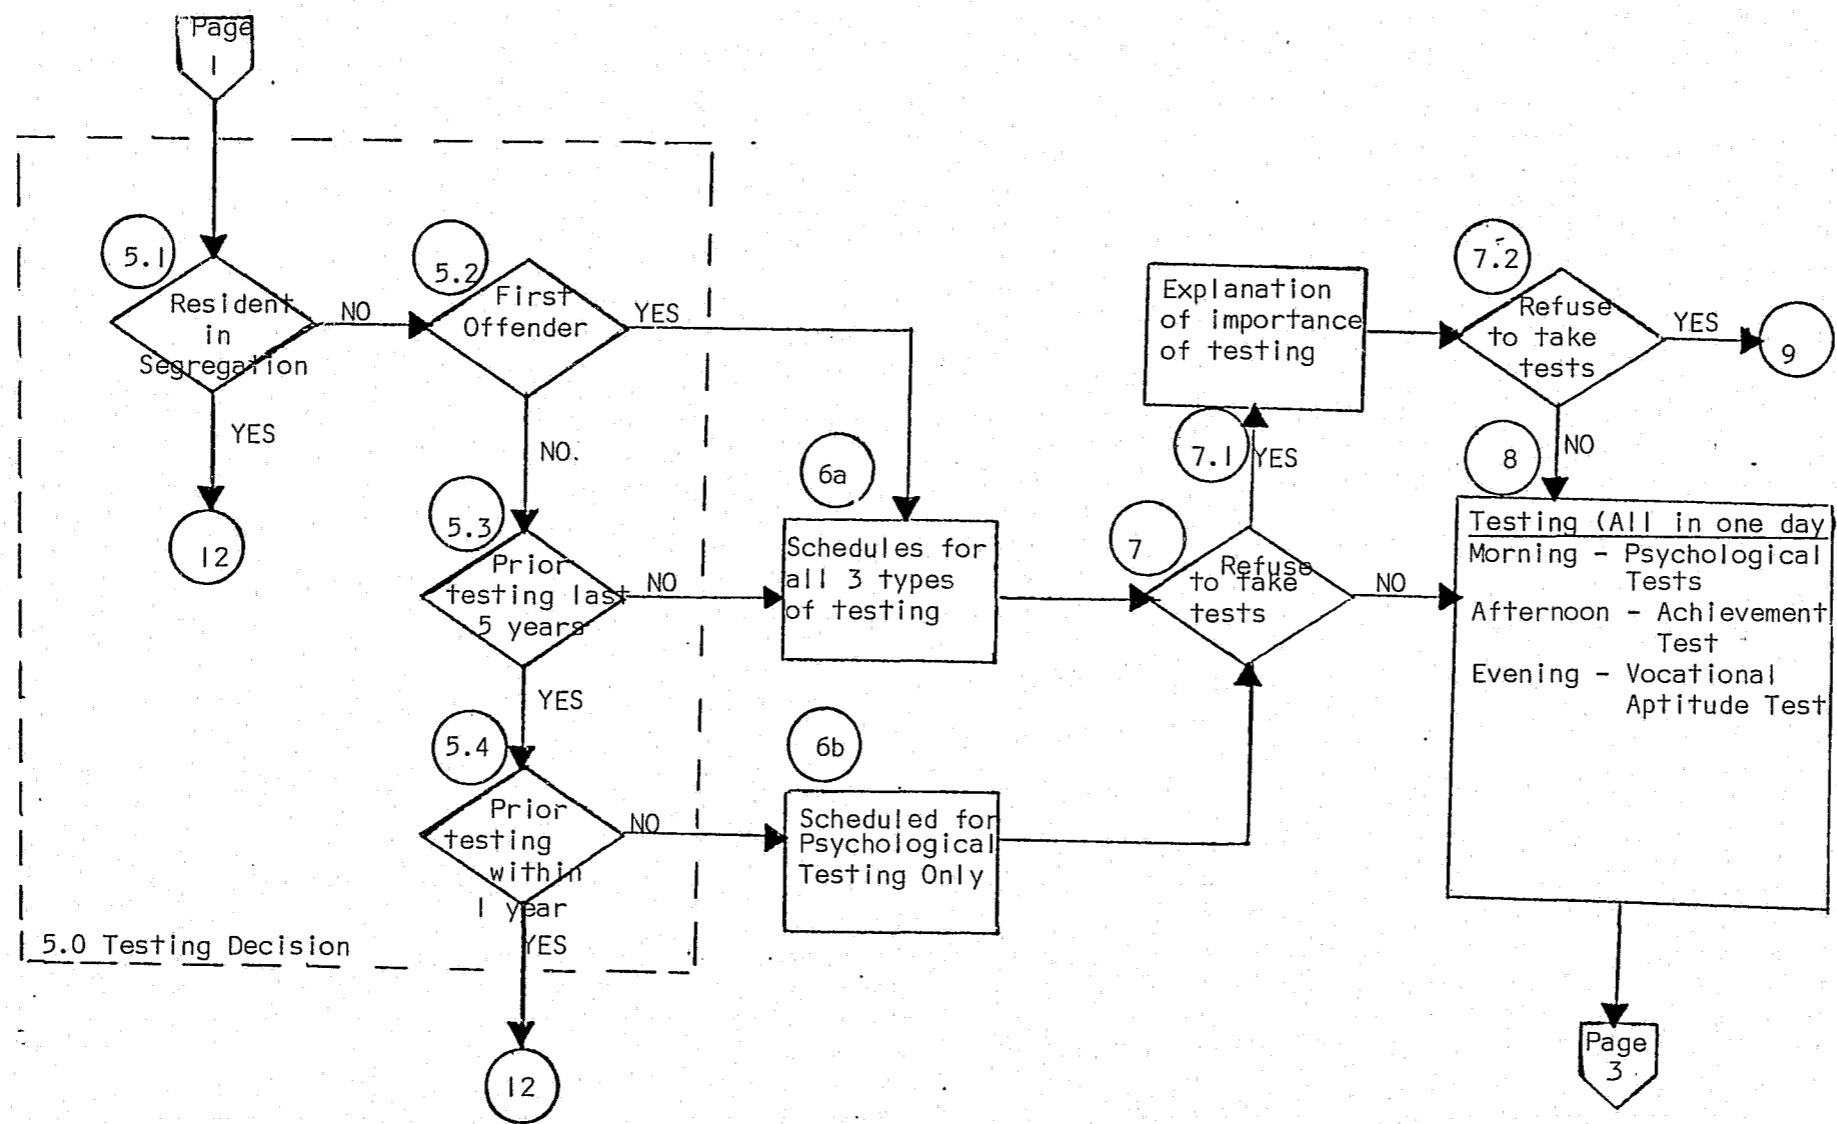 Page
1
5.1
Resident
in
Segregation
NO
YES
12
5.2
First
Offender
YES
NO.
5.3
Prior
testing last
5 years
NO
YES
5.4
Prior
testing
within
1 year
NO
YES
12
5.0 Testing Decision
6a
Schedules for
all 3 types
of testing
6b
Scheduled for
Psychological
Testing Only
7
Refuse
to take
tests
NO
7.1
YES
Explanation
of importance
of testing
7.2
Refuse
to take
tests
YES
9
NO
8
Testing (All in one day)
Morning - Psychological
Tests
Afternoon - Achievement
Test
Evening - Vocational
Aptitude Test
Page
3